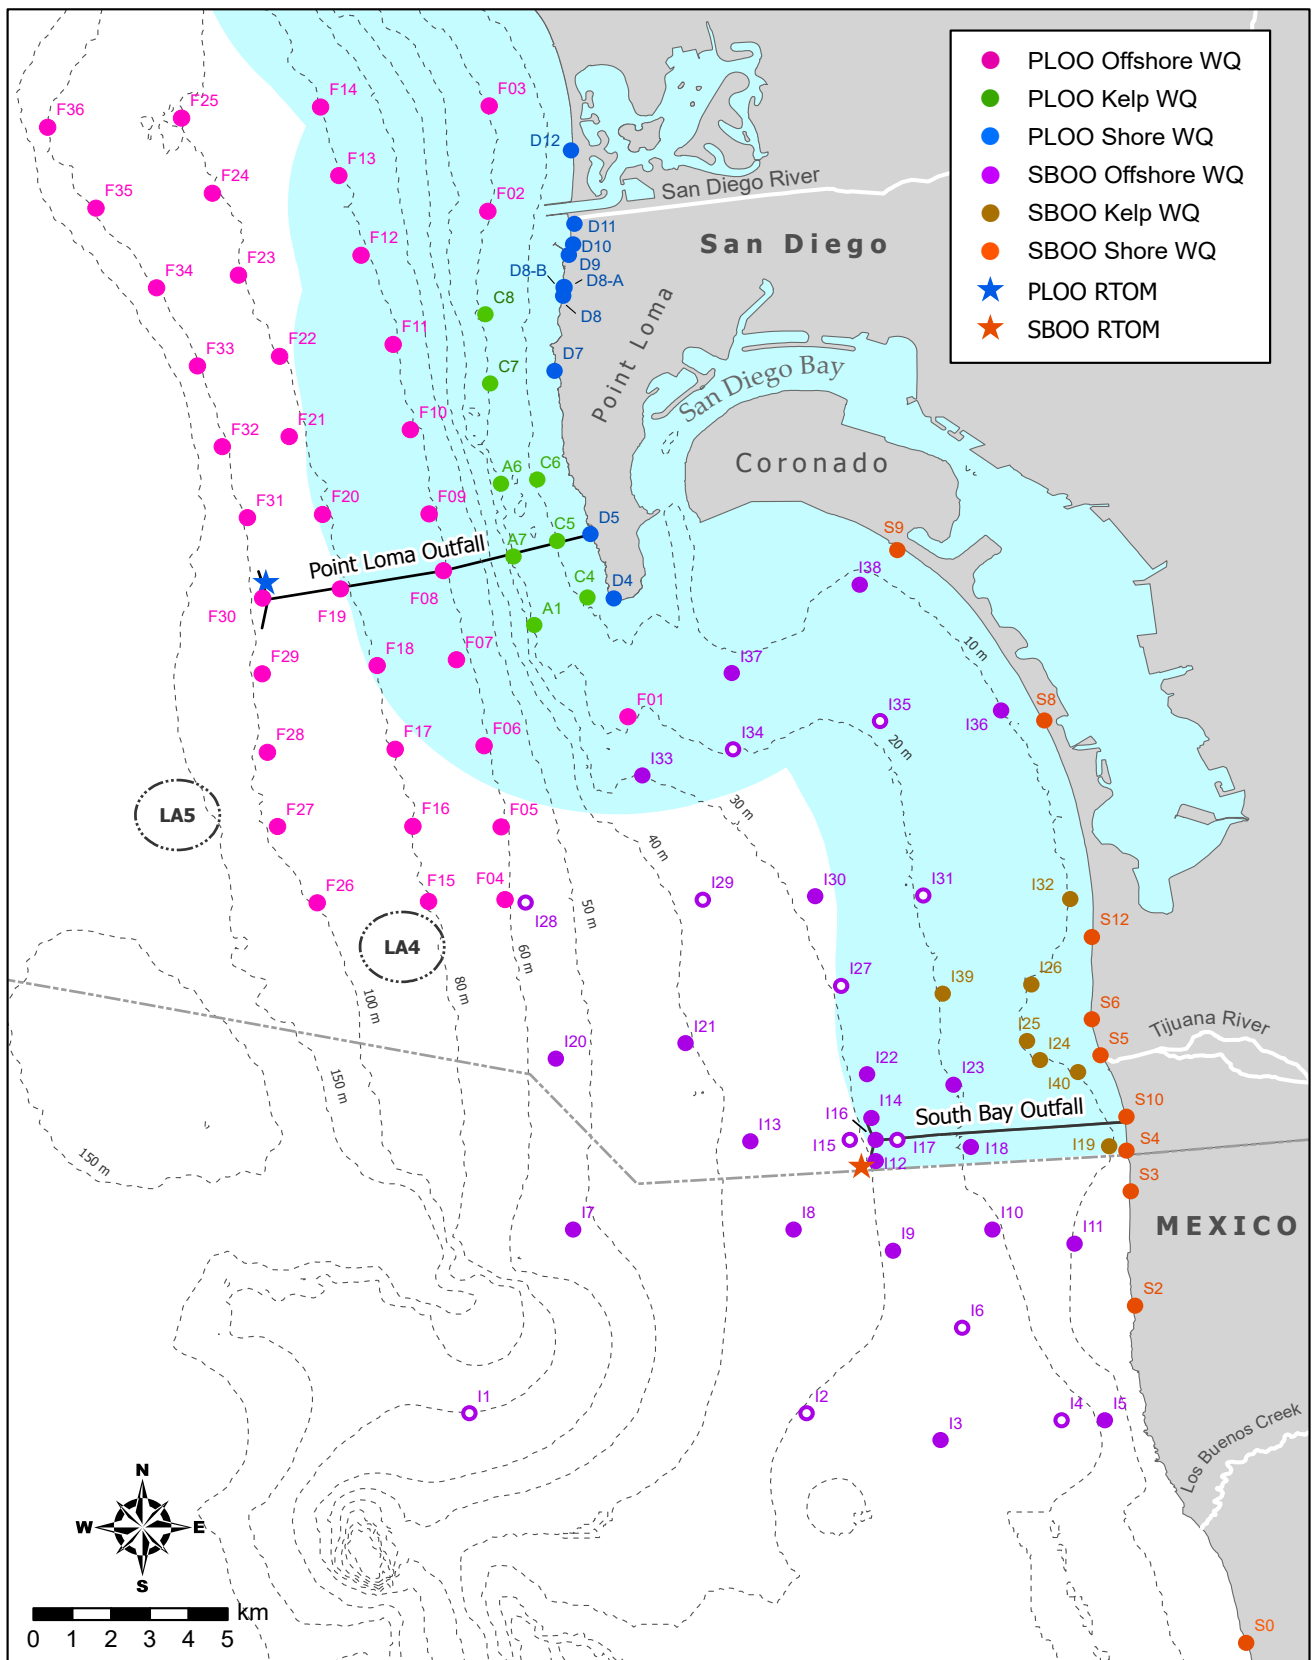 PLOO Offshore WQ
PLOO Kelp WQ
PLOO Shore WQ
SBOO Offshore WQ
SBOO Kelp WQ
SBOO Shore WQ
PLOO RTOM
SBOO RTOM
F36
F25
F14
F03
D12
F35
F24
F13
F02
San Diego River
D11
D10
D9
San Diego
F34
F23
F12
D8-B
D8-A
D8
C8
F33
F22
F11
D7
C7
Point Loma
San Diego Bay
F32
F21
F10
A6
C6
Coronado
F31
F20
F09
C5
D5
A7
S9
Point Loma Outfall
F30
F19
F08
C4
D4
I38
A1
F29
F18
F07
I37
10 m
F01
I35
I36
S8
F28
F17
F06
I34
20 m
I33
LA5
F27
F16
F05
30 m
40 m
F26
F15
F04
I28
50 m
I29
I30
I31
I32
LA4
S12
60 m
80 m
100 m
I27
I39
I26
S6
I21
I25
Tijuana River
I20
I24
S5
I22
I23
I40
150 m
I14
South Bay Outfall
S10
I16
I13
I15
I17
I18
I19
S4
I12
150 m
S3
I7
I8
I9
I10
I11
MEXICO
S2
I6
I1
I2
I3
I4
I5
Los Buenos Creek
N
W
E
S
km
0 1 2 3 4 5
S0